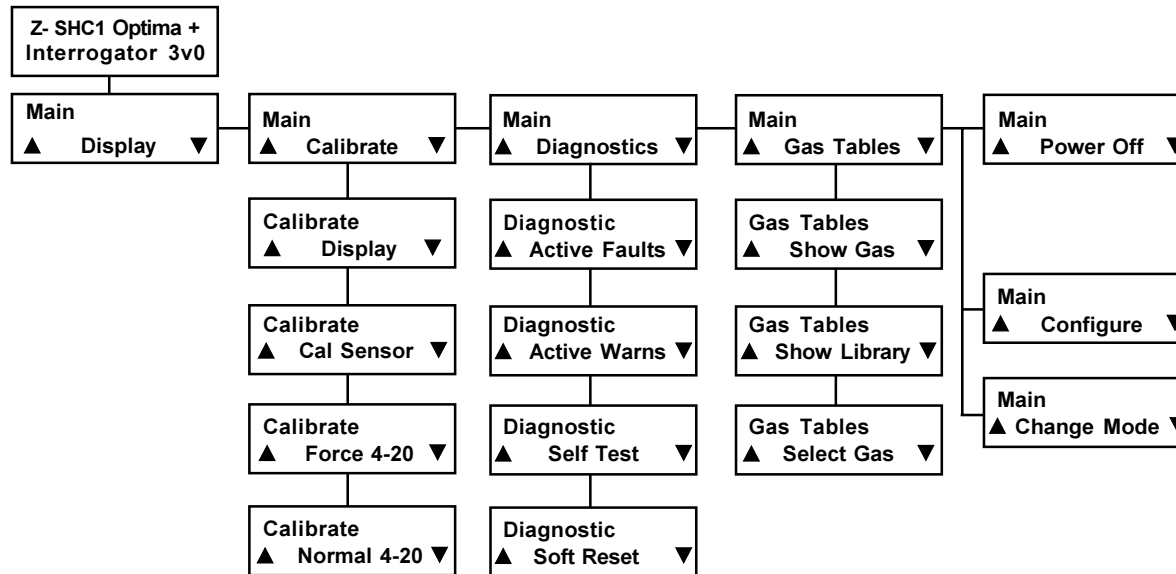 Z- SHC1 Optima +
Interrogator 3v0
Main
▲ Display ▼
Main
▲ Calibrate ▼
Main
▲ Diagnostics ▼
Main
▲ Gas Tables ▼
Main
▲ Power Off ▼
Calibrate
▲ Display ▼
Diagnostic
▲ Active Faults ▼
Gas Tables
▲ Show Gas ▼
Main
▲ Configure ▼
Calibrate
▲ Cal Sensor ▼
Diagnostic
▲ Active Warns ▼
Gas Tables
▲ Show Library ▼
Main
▲ Change Mode ▼
Calibrate
▲ Force 4-20 ▼
Diagnostic
▲ Self Test ▼
Gas Tables
▲ Select Gas ▼
Calibrate
▲ Normal 4-20 ▼
Diagnostic
▲ Soft Reset ▼